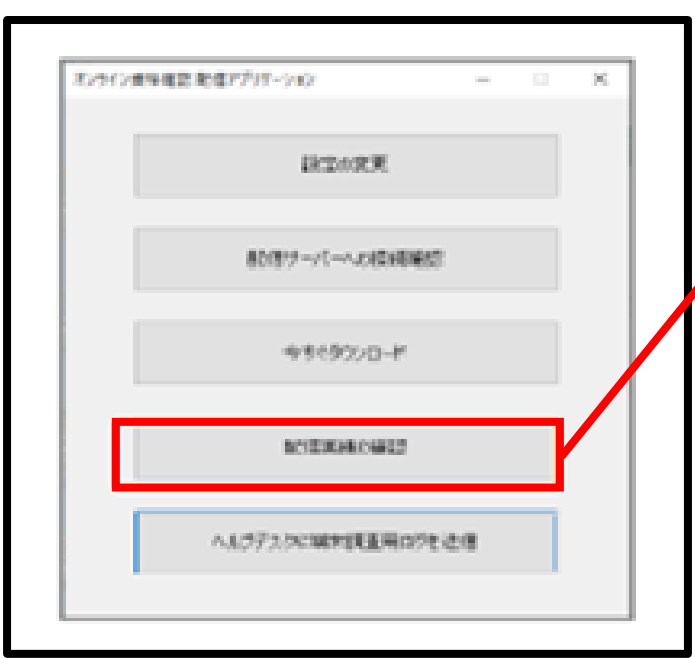 オンライン資格確認 配信アプリケーション
設定の変更
配信サーバーへの接続確認
今すぐダウンロード
配信実績の確認
ヘルプデスクに端末調査用ログを送信